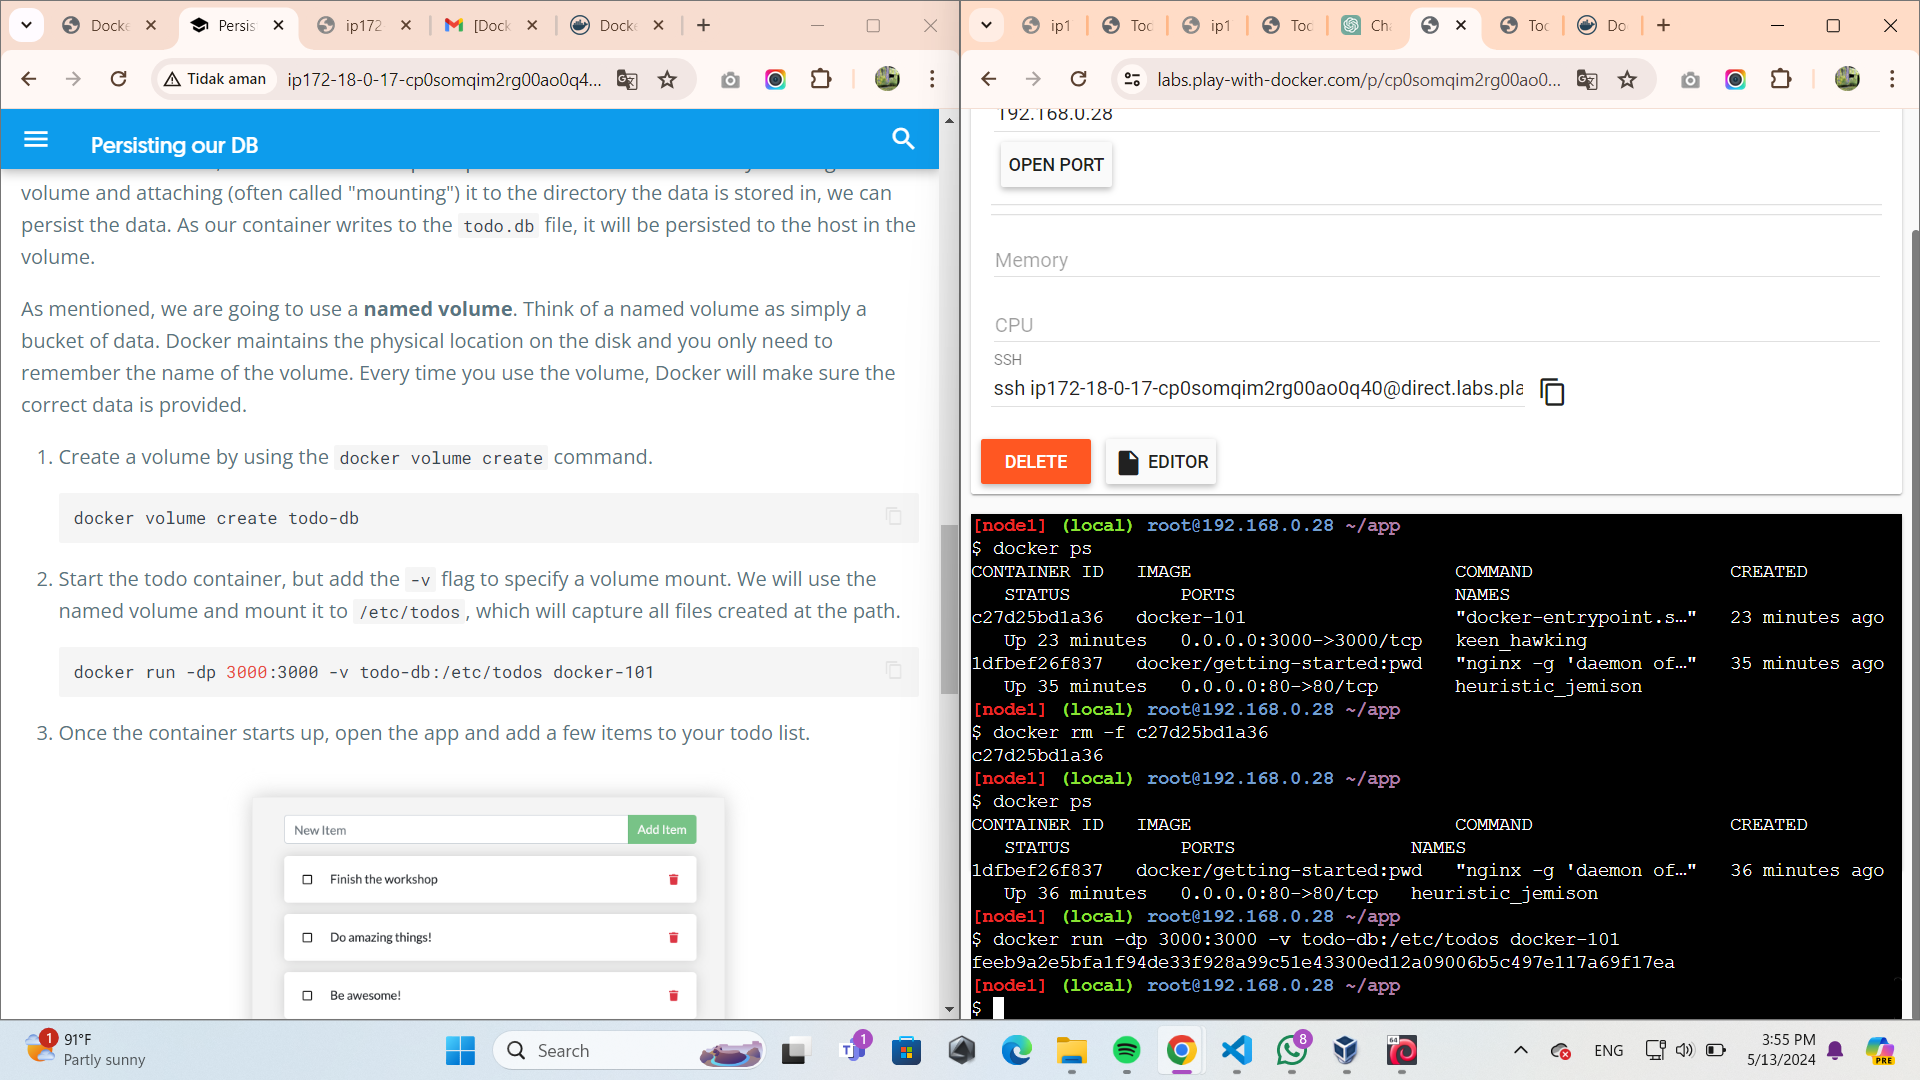 Docke
Persis
ip172
[Dock
Docke
Tidak aman
ip172-18-0-17-cp0somqim2rg00ao0q4...
Persisting our DB
volume and attaching (often called "mounting") it to the directory the data is stored in, we can
persist the data. As our container writes to the todo.db file, it will be persisted to the host in the
volume.
As mentioned, we are going to use a named volume. Think of a named volume as simply a
bucket of data. Docker maintains the physical location on the disk and you only need to
remember the name of the volume. Every time you use the volume, Docker will make sure the
correct data is provided.
1. Create a volume by using the docker volume create command.
docker volume create todo-db
2. Start the todo container, but add the -v flag to specify a volume mount. We will use the
named volume and mount it to /etc/todos, which will capture all files created at the path.
docker run -dp 3000:3000 -v todo-db:/etc/todos docker-101
3. Once the container starts up, open the app and add a few items to your todo list.
New Item
Add Item
Finish the workshop
Do amazing things!
Be awesome!
ip1
Tod
ip1
Tod
Cha
Tod
Do
labs.play-with-docker.com/p/cp0somqim2rg00ao0...
192.168.0.28
OPEN PORT
Memory
CPU
SSH
ssh ip172-18-0-17-cp0somqim2rg00ao0q40@direct.labs.pla
DELETE
EDITOR
[node1] (local) root@192.168.0.28 ~/app
$ docker ps
CONTAINER ID   IMAGE                        COMMAND                  CREATED
   STATUS          PORTS                    NAMES
c27d25bd1a36   docker-101                   "docker-entrypoint.s…"   23 minutes ago
   Up 23 minutes   0.0.0.0:3000->3000/tcp   keen_hawking
1dfbef26f837   docker/getting-started:pwd   "nginx -g 'daemon of…"   35 minutes ago
   Up 35 minutes   0.0.0.0:80->80/tcp       heuristic_jemison
[node1] (local) root@192.168.0.28 ~/app
$ docker rm -f c27d25bd1a36
c27d25bd1a36
[node1] (local) root@192.168.0.28 ~/app
$ docker ps
CONTAINER ID   IMAGE                        COMMAND                  CREATED
   STATUS          PORTS                NAMES
1dfbef26f837   docker/getting-started:pwd   "nginx -g 'daemon of…"   36 minutes ago
   Up 36 minutes   0.0.0.0:80->80/tcp   heuristic_jemison
[node1] (local) root@192.168.0.28 ~/app
$ docker run -dp 3000:3000 -v todo-db:/etc/todos docker-101
feeb9a2e5bfa1f94de33f928a99c51e43300ed12a09006b5c497e117a69f17ea
[node1] (local) root@192.168.0.28 ~/app
$
1
91°F
Partly sunny
Search
1
8
64
ENG
3:55 PM
5/13/2024
PRE